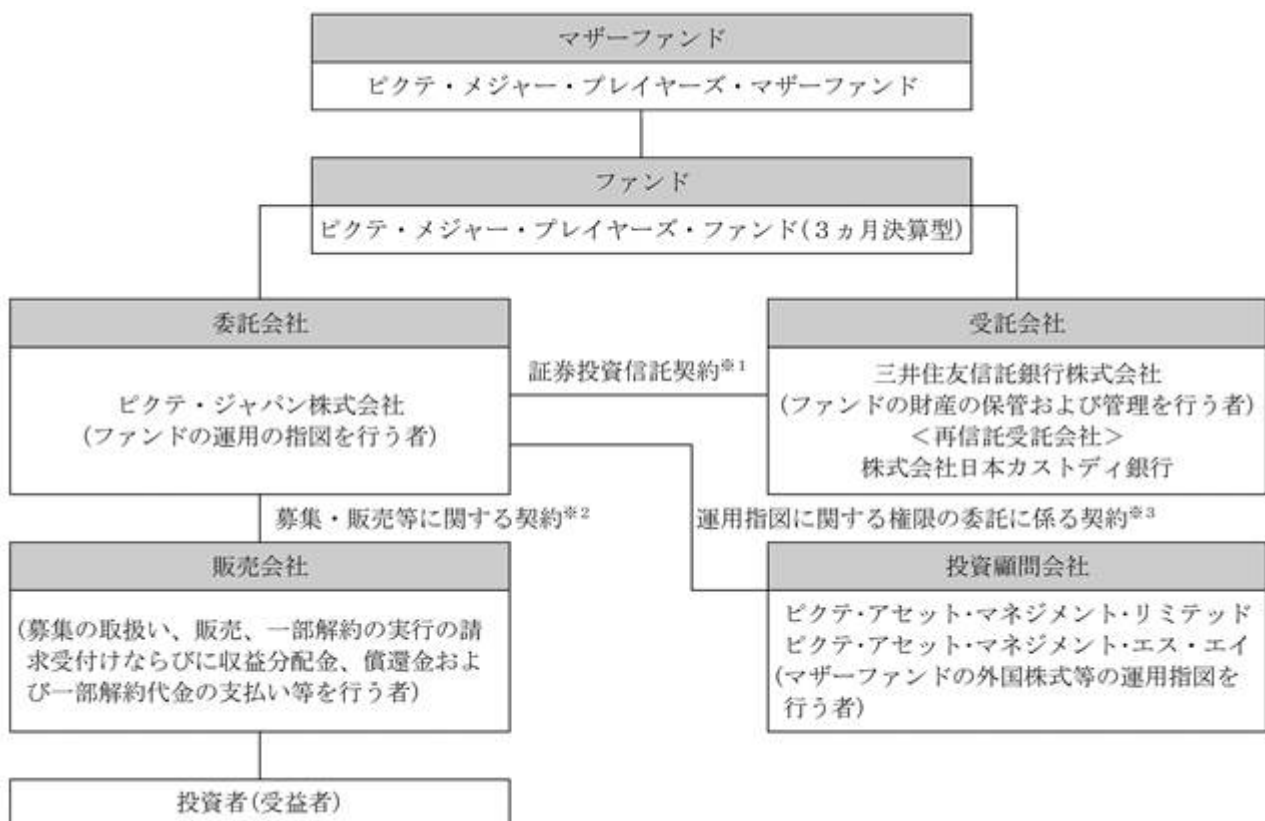 マザーファンド
ピクテ・メジャー・プレイヤーズ・マザーファンド
ファンド
ピクテ・メジャー・プレイヤーズ・ファンド(3ヵ月決算型)
委託会社
ピクテ・ジャパン株式会社
(ファンドの運用の指図を行う者)
証券投資信託契約※1
受託会社
三井住友信託銀行株式会社
(ファンドの財産の保管および管理を行う者)
<再信託受託会社>
株式会社日本カストディ銀行
募集・販売等に関する契約※2
運用指図に関する権限の委託に係る契約※3
販売会社
(募集の取扱い、販売、一部解約の実行の請
求受付けならびに収益分配金、償還金およ
び一部解約代金の支払い等を行う者)
投資顧問会社
ピクテ・アセット・マネジメント・リミテッド
ピクテ・アセット・マネジメント・エス・エイ
(マザーファンドの外国株式等の運用指図を
行う者)
投資者(受益者)